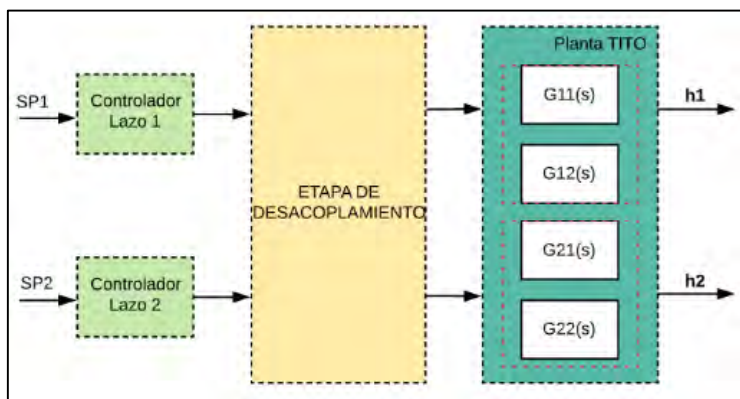 Planta TITO
SP1
Controlador
Lazo 1
G11(s)
h1
G12(s)
ETAPA DE
DESACOPLAMIENTO
SP2
Controlador
Lazo 2
G21(s)
h2
G22(s)